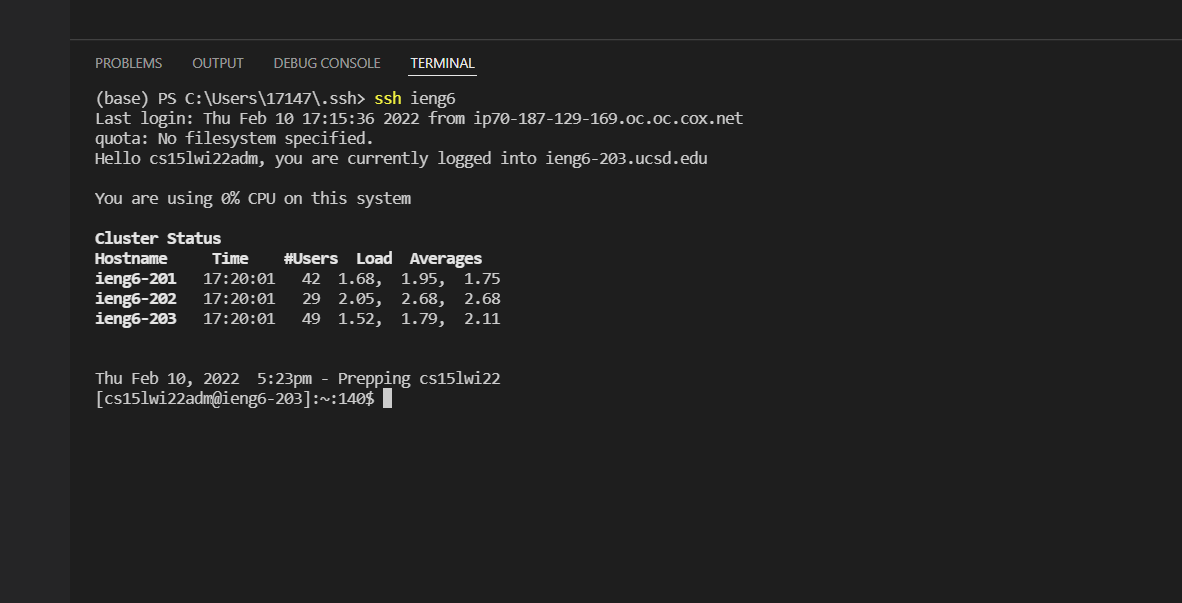 PROBLEMS OUTPUT DEBUG CONSOLE TERMINAL
(base) PS C:\Users\17147\.ssh> ssh ieng6
Last login: Thu Feb 10 17:15:36 2022 from ip70-187-129-169.oc.oc.cox.net
quota: No filesystem specified.
Hello cs15lwi22adm, you are currently logged into ieng6-203.ucsd.edu
You are using 0% CPU on this system
Cluster Status
Hostname Time #Users Load Averages
ieng6-201 17:20:01 42 1.68, 1.95, 1.75
ieng6-202 17:20:01 29 2.05, 2.68, 2.68
ieng6-203 17:20:01 49 1.52, 1.79, 2.11
Thu Feb 10, 2022 5:23pm - Prepping cs15lwi22
[cs15lwi22adm@ieng6-203]:~:140$